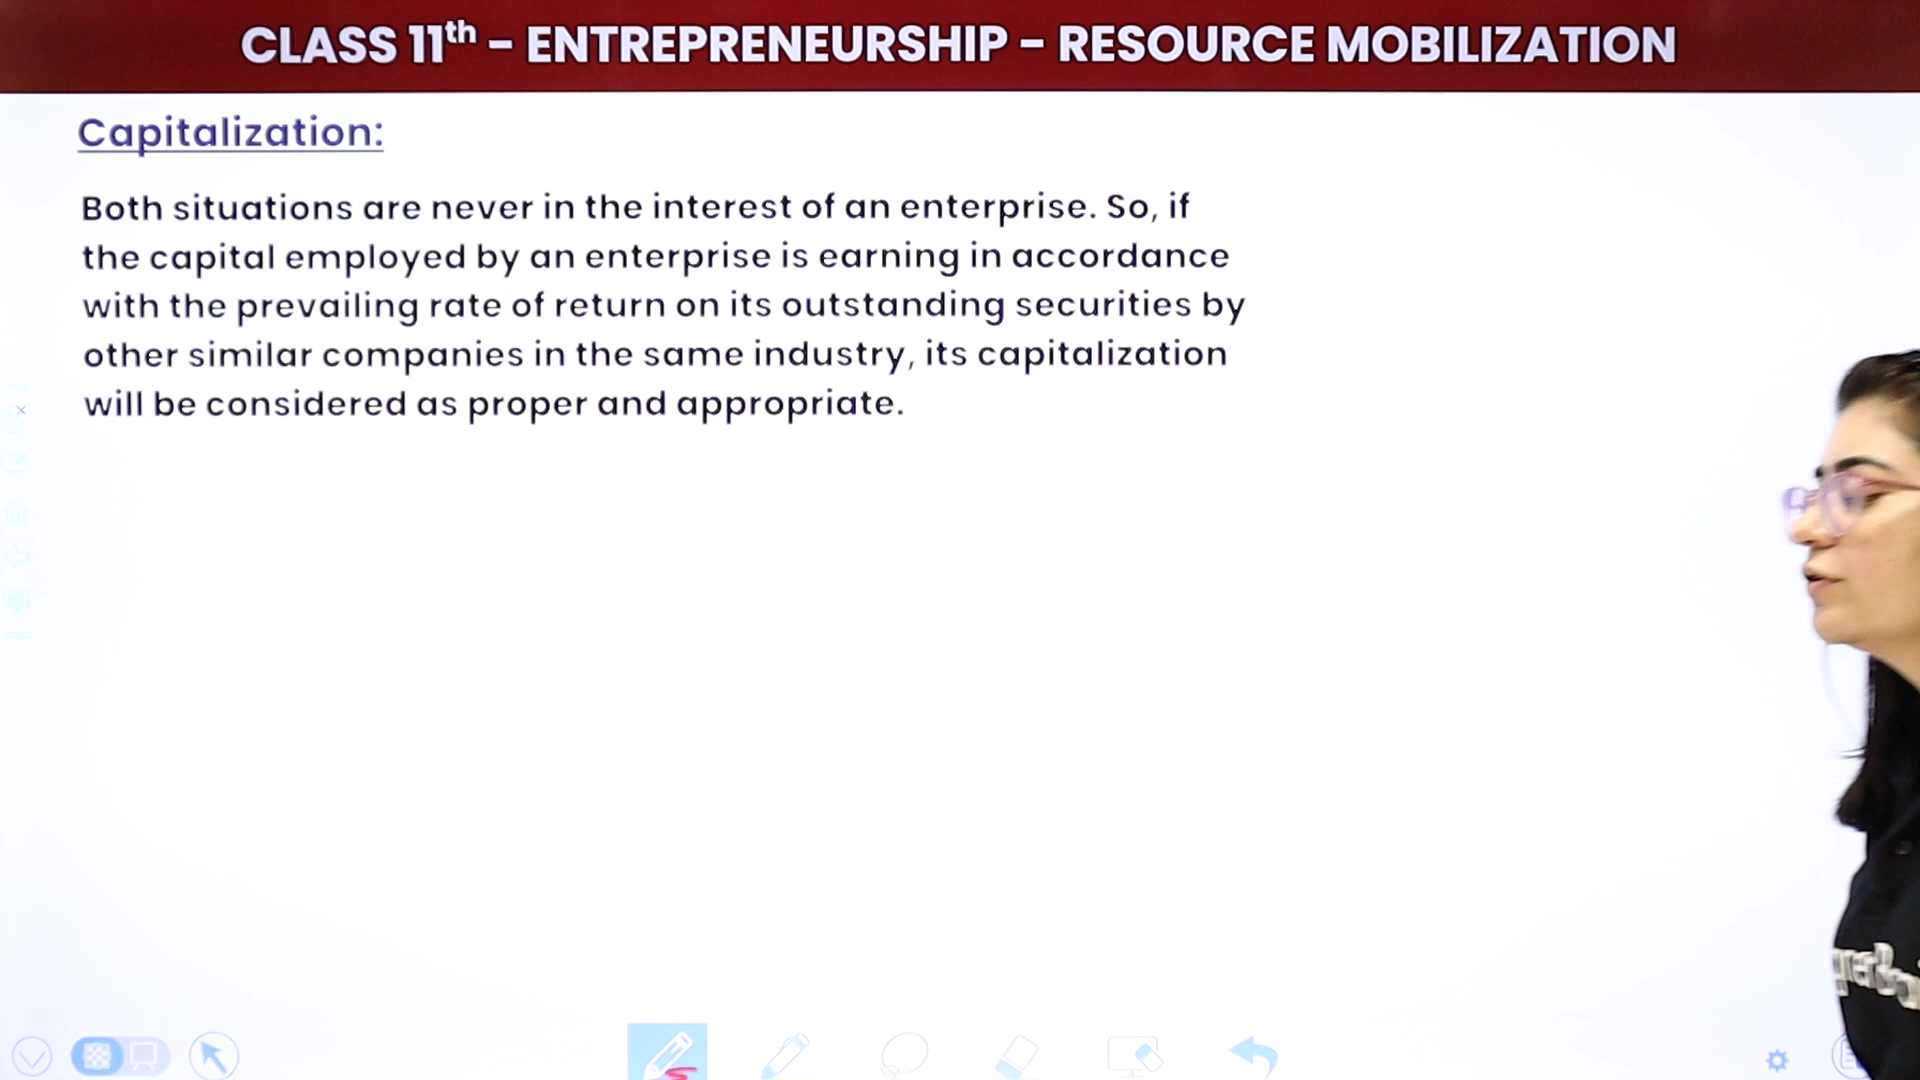 CLASS 11th - ENTREPRENEURSHIP - RESOURCE MOBILIZATION
Capitalization:
Both situations are never in the interest of an enterprise. So, if
the capital employed by an enterprise is earning in accordance
with the prevailing rate of return on its outstanding securities by
other similar companies in the same industry, its capitalization
will be considered as proper and appropriate.